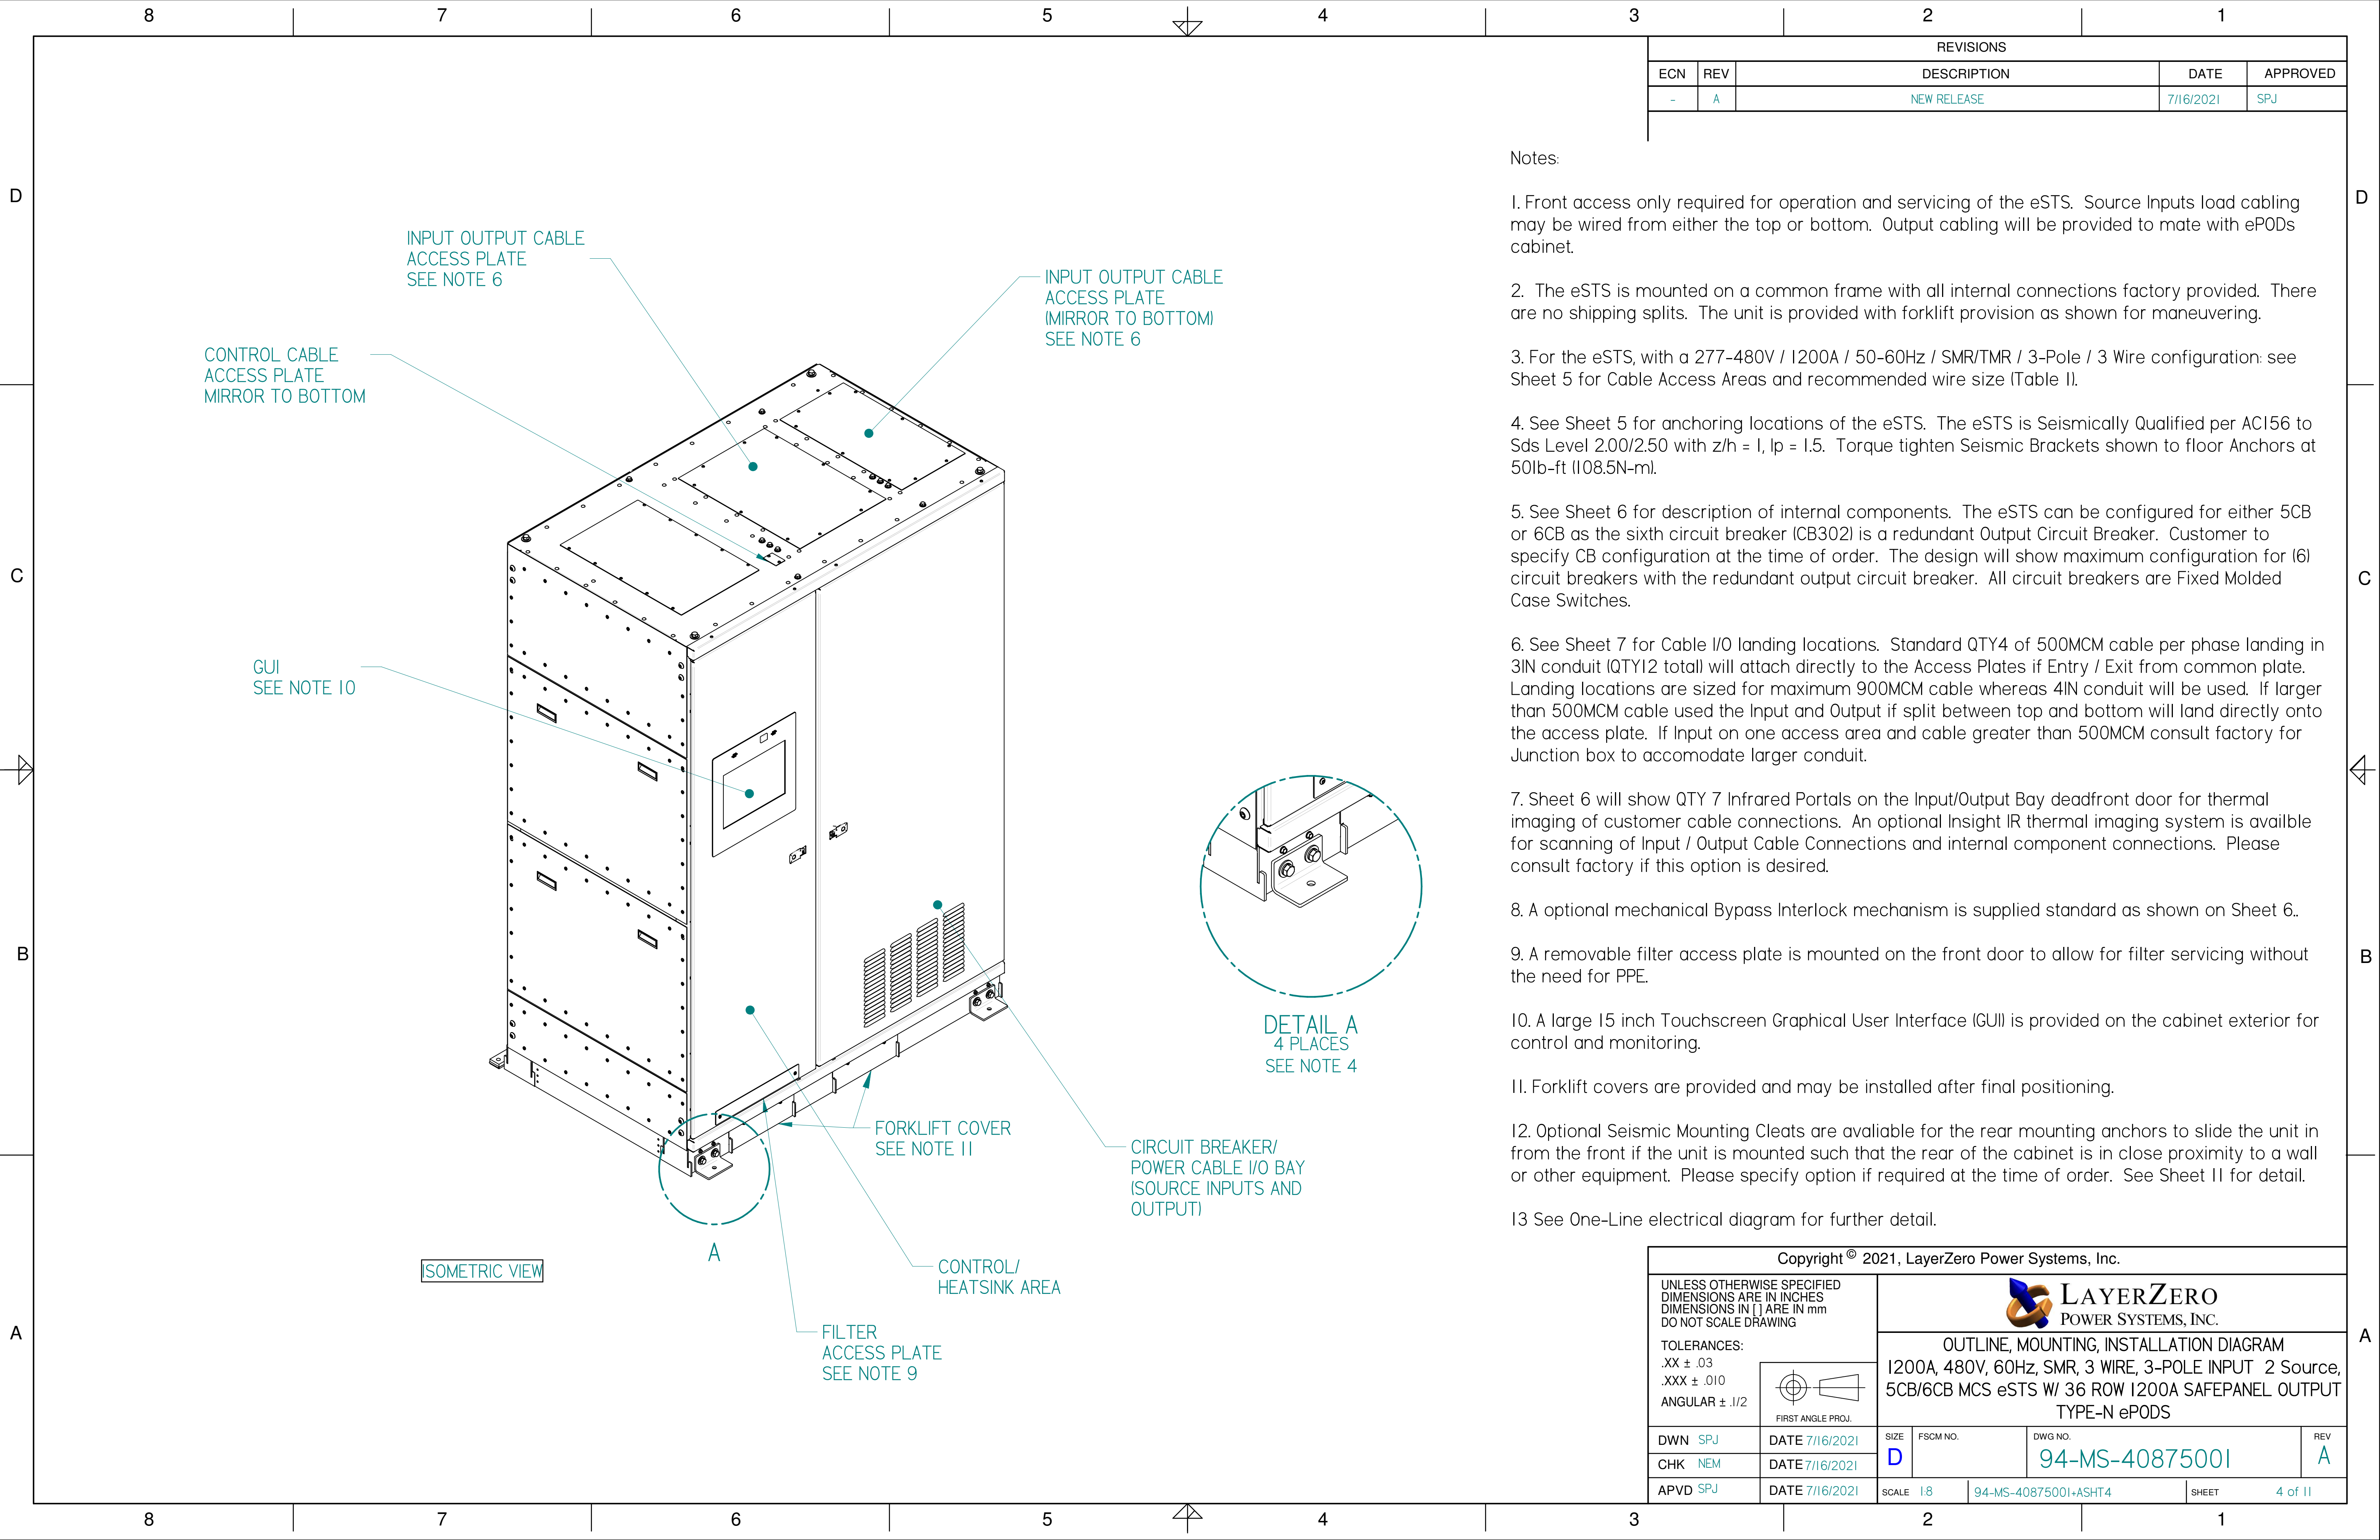 8 7 6 5 4 3 2 1
REVISIONS
ECN REV DESCRIPTION DATE APPROVED
- A NEW RELEASE 7/16/2021 SPJ
D D
C C
B B
A A
INPUT OUTPUT CABLE
ACCESS PLATE
SEE NOTE 6
INPUT OUTPUT CABLE
ACCESS PLATE
(MIRROR TO BOTTOM)
SEE NOTE 6
CONTROL CABLE
ACCESS PLATE
MIRROR TO BOTTOM
GUI
SEE NOTE 10
DETAIL A
4 PLACES
SEE NOTE 4
FORKLIFT COVER
SEE NOTE 11
CIRCUIT BREAKER/
POWER CABLE I/O BAY
(SOURCE INPUTS AND
OUTPUT)
A
ISOMETRIC VIEW
CONTROL/
HEATSINK AREA
FILTER
ACCESS PLATE
SEE NOTE 9
Notes:
1. Front access only required for operation and servicing of the eSTS. Source Inputs load cabling
may be wired from either the top or bottom. Output cabling will be provided to mate with ePODs
cabinet.
2. The eSTS is mounted on a common frame with all internal connections factory provided. There
are no shipping splits. The unit is provided with forklift provision as shown for maneuvering.
3. For the eSTS, with a 277-480V / 1200A / 50-60Hz / SMR/TMR / 3-Pole / 3 Wire configuration: see
Sheet 5 for Cable Access Areas and recommended wire size (Table 1).
4. See Sheet 5 for anchoring locations of the eSTS. The eSTS is Seismically Qualified per AC156 to
Sds Level 2.00/2.50 with z/h = 1, Ip = 1.5. Torque tighten Seismic Brackets shown to floor Anchors at
50lb-ft (108.5N-m).
5. See Sheet 6 for description of internal components. The eSTS can be configured for either 5CB
or 6CB as the sixth circuit breaker (CB302) is a redundant Output Circuit Breaker. Customer to
specify CB configuration at the time of order. The design will show maximum configuration for (6)
circuit breakers with the redundant output circuit breaker. All circuit breakers are Fixed Molded
Case Switches.
6. See Sheet 7 for Cable I/O landing locations. Standard QTY4 of 500MCM cable per phase landing in
3IN conduit (QTY12 total) will attach directly to the Access Plates if Entry / Exit from common plate.
Landing locations are sized for maximum 900MCM cable whereas 4IN conduit will be used. If larger
than 500MCM cable used the Input and Output if split between top and bottom will land directly onto
the access plate. If Input on one access area and cable greater than 500MCM consult factory for
Junction box to accomodate larger conduit.
7. Sheet 6 will show QTY 7 Infrared Portals on the Input/Output Bay deadfront door for thermal
imaging of customer cable connections. An optional Insight IR thermal imaging system is availble
for scanning of Input / Output Cable Connections and internal component connections. Please
consult factory if this option is desired.
8. A optional mechanical Bypass Interlock mechanism is supplied standard as shown on Sheet 6..
9. A removable filter access plate is mounted on the front door to allow for filter servicing without
the need for PPE.
10. A large 15 inch Touchscreen Graphical User Interface (GUI) is provided on the cabinet exterior for
control and monitoring.
11. Forklift covers are provided and may be installed after final positioning.
12. Optional Seismic Mounting Cleats are avaliable for the rear mounting anchors to slide the unit in
from the front if the unit is mounted such that the rear of the cabinet is in close proximity to a wall
or other equipment. Please specify option if required at the time of order. See Sheet 11 for detail.
13 See One-Line electrical diagram for further detail.
Copyright © 2021, LayerZero Power Systems, Inc.
UNLESS OTHERWISE SPECIFIED
DIMENSIONS ARE IN INCHES
DIMENSIONS IN [ ] ARE IN mm
DO NOT SCALE DRAWING
TOLERANCES:
.XX ± .03
.XXX ± .010
ANGULAR ± .1/2
FIRST ANGLE PROJ.
LAYERZERO
POWER SYSTEMS, INC.
OUTLINE, MOUNTING, INSTALLATION DIAGRAM
1200A, 480V, 60Hz, SMR, 3 WIRE, 3-POLE INPUT 2 Source,
5CB/6CB MCS eSTS W/ 36 ROW 1200A SAFEPANEL OUTPUT
TYPE-N ePODS
DWN SPJ DATE 7/16/2021
CHK NEM DATE 7/16/2021
APVD SPJ DATE 7/16/2021
SIZE D FSCM NO. DWG NO. 94-MS-40875001 REV A
SCALE 1:8 94-MS-40875001+ASHT4 SHEET 4 of 11
8 7 6 5 4 3 2 1